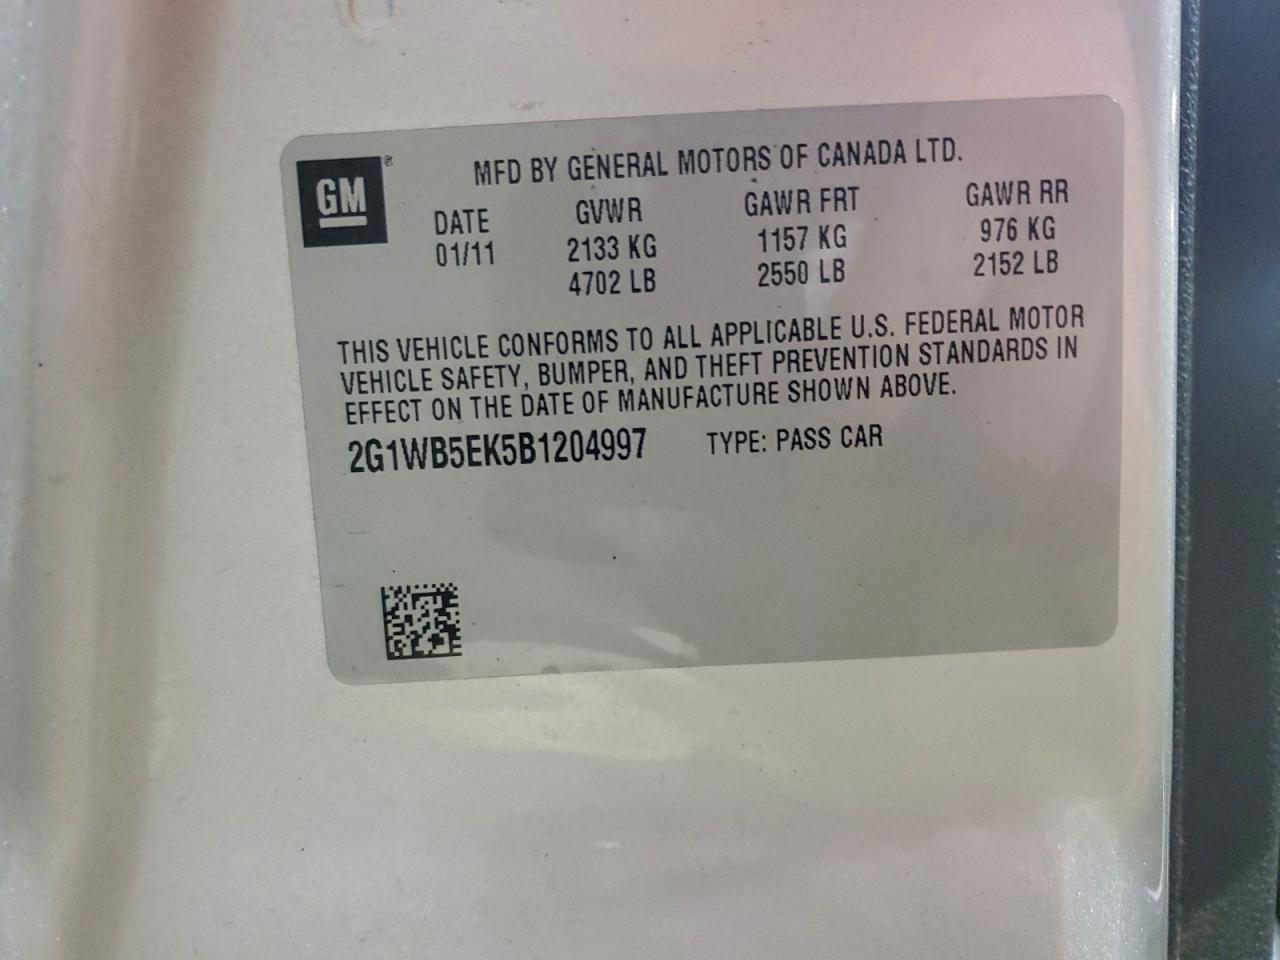 GM
MFD BY GENERAL MOTORS OF CANADA LTD.
DATE GVWR GAWR FRT GAWR RR
01/11 2133 KG 1157 KG 976 KG
4702 LB 2550 LB 2152 LB
THIS VEHICLE CONFORMS TO ALL APPLICABLE U.S. FEDERAL MOTOR
VEHICLE SAFETY, BUMPER, AND THEFT PREVENTION STANDARDS IN
EFFECT ON THE DATE OF MANUFACTURE SHOWN ABOVE.
2G1WB5EK5B1204997 TYPE: PASS CAR